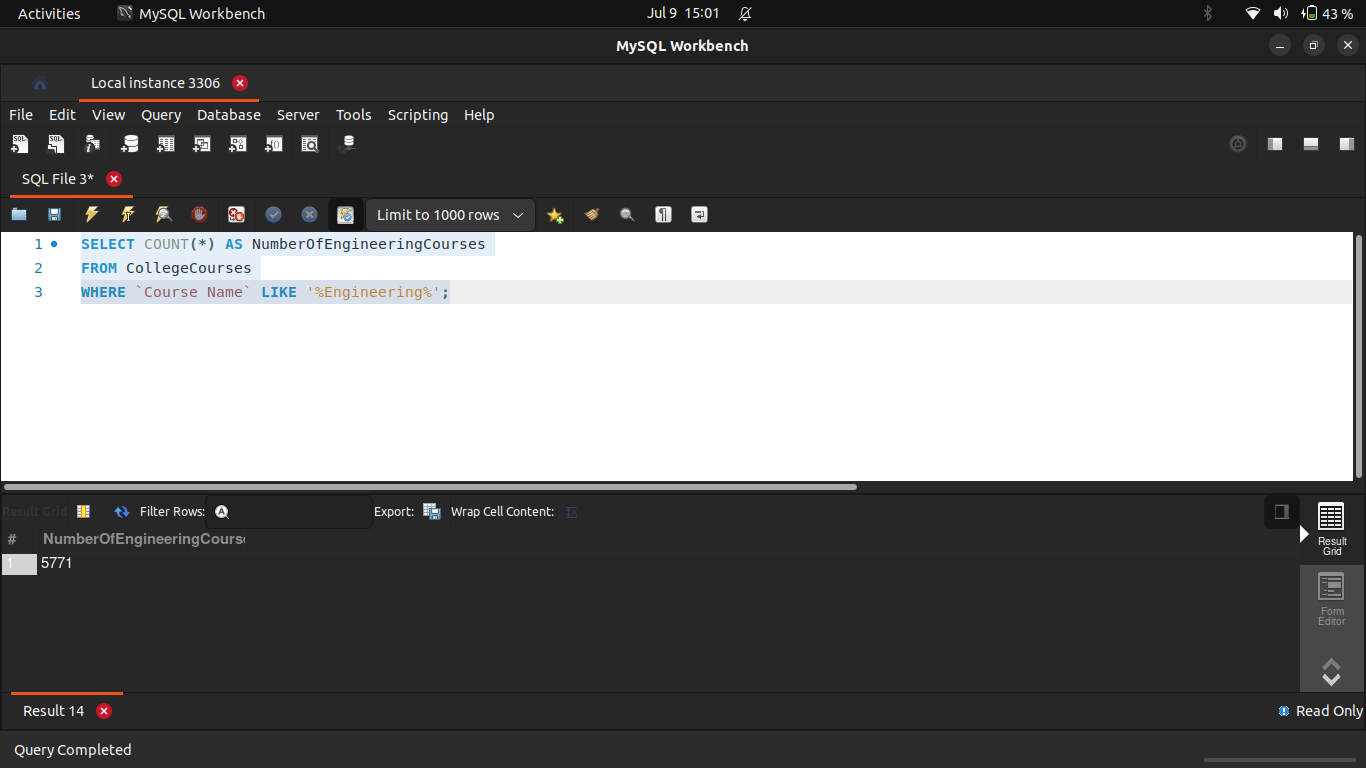 Activities MySQL Workbench Jul 9 15:01 43 %
MySQL Workbench
Local instance 3306
File Edit View Query Database Server Tools Scripting Help
SQL File 3*
Limit to 1000 rows
1 SELECT COUNT(*) AS NumberOfEngineeringCourses
2 FROM CollegeCourses
3 WHERE `Course Name` LIKE '%Engineering%';
Result Grid Filter Rows: Export: Wrap Cell Content:
# NumberOfEngineeringCourse
1 5771
Result
Grid
Form
Editor
Result 14 Read Only
Query Completed